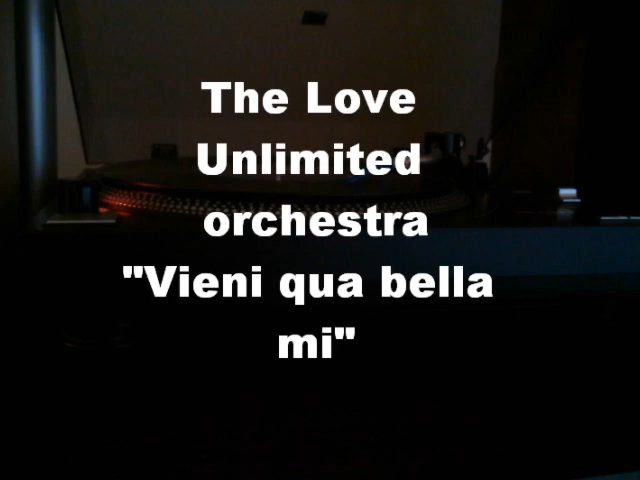 The Love
Unlimited
orchestra
"Vieni qua bella
mi"